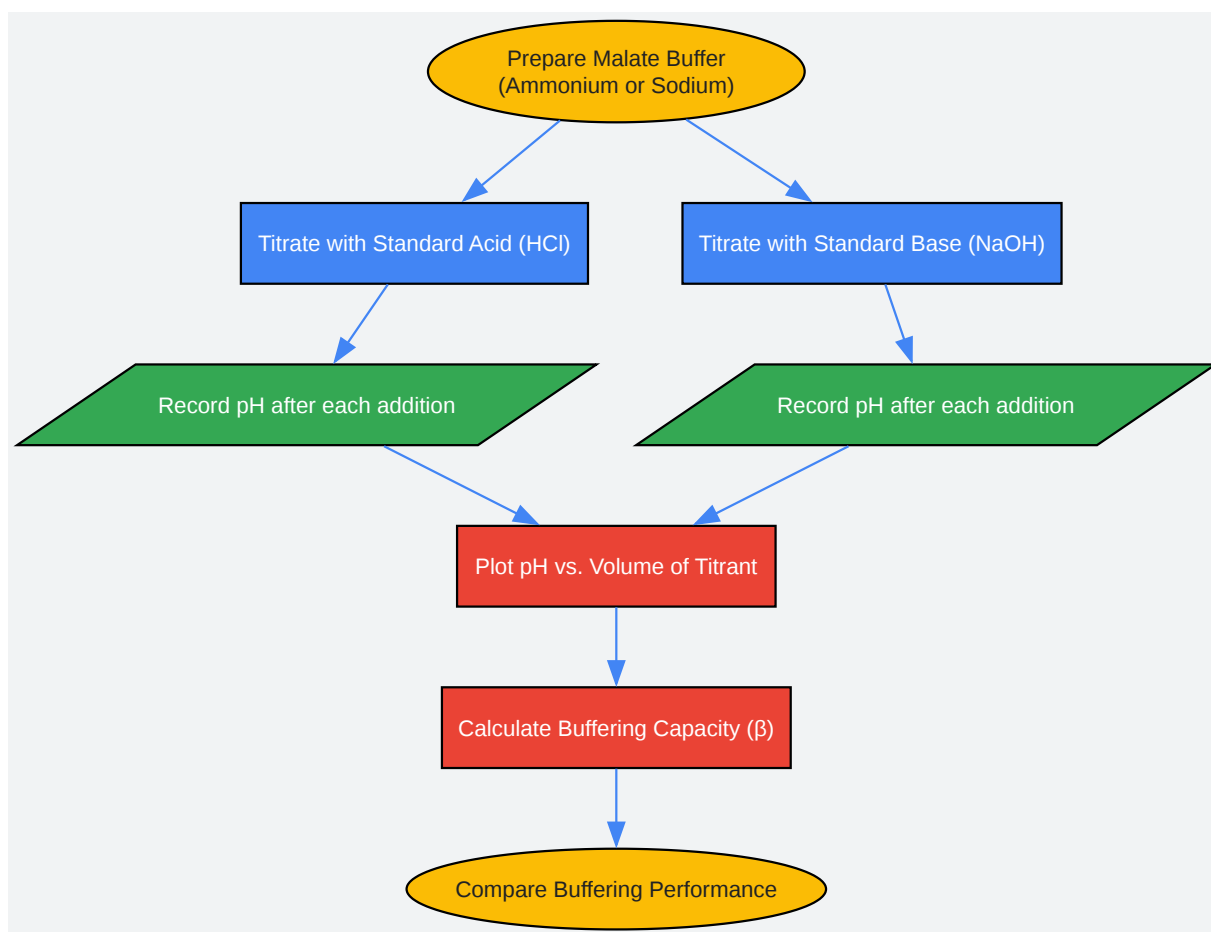 Prepare Malate Buffer
(Ammonium or Sodium)
Titrate with Standard Acid (HCl)
Titrate with Standard Base (NaOH)
Record pH after each addition
Record pH after each addition
Plot pH vs. Volume of Titrant
Calculate Buffering Capacity (β)
Compare Buffering Performance